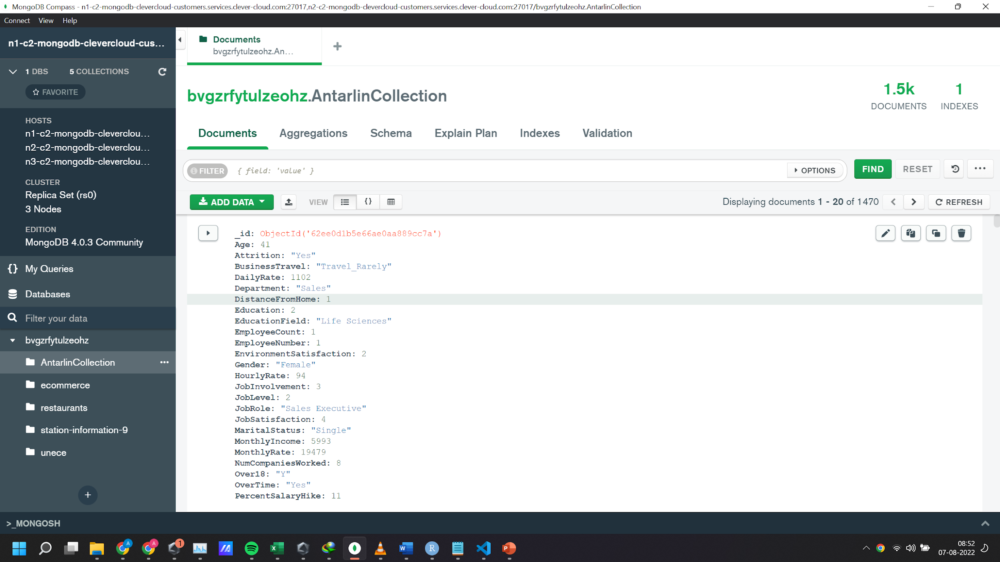 MongoDB Compass - n1-c2-mongodb-clevercloud-customers.services.clever-cloud.com:27017,n2-c2-mongodb-clevercloud-customers.services.clever-cloud.com:27017/bvgzrfytulzeohz.AntarlinCollection
Connect View Help
n1-c2-mongodb-clevercloud-cus...
Documents
bvgzrfytulzeohz.An...
1 DBS 5 COLLECTIONS
FAVORITE
HOSTS
n1-c2-mongodb-cleverclou...
n2-c2-mongodb-cleverclou...
n3-c2-mongodb-cleverclou...
CLUSTER
Replica Set (rs0)
3 Nodes
EDITION
MongoDB 4.0.3 Community
{} My Queries
Databases
Filter your data
bvgzrfytulzeohz
AntarlinCollection
ecommerce
restaurants
station-information-9
unece
bvgzrfytulzeohz.AntarlinCollection
1.5k
DOCUMENTS
1
INDEXES
Documents Aggregations Schema Explain Plan Indexes Validation
FILTER { field: 'value' } OPTIONS FIND RESET
ADD DATA VIEW {} Displaying documents 1 - 20 of 1470 REFRESH
_id: ObjectId('62ee0d1b5e66ae0aa889cc7a')
Age: 41
Attrition: "Yes"
BusinessTravel: "Travel_Rarely"
DailyRate: 1102
Department: "Sales"
DistanceFromHome: 1
Education: 2
EducationField: "Life Sciences"
EmployeeCount: 1
EmployeeNumber: 1
EnvironmentSatisfaction: 2
Gender: "Female"
HourlyRate: 94
JobInvolvement: 3
JobLevel: 2
JobRole: "Sales Executive"
JobSatisfaction: 4
MaritalStatus: "Single"
MonthlyIncome: 5993
MonthlyRate: 19479
NumCompaniesWorked: 8
Over18: "Y"
OverTime: "Yes"
PercentSalaryHike: 11
>_MONGOSH
08:52
07-08-2022